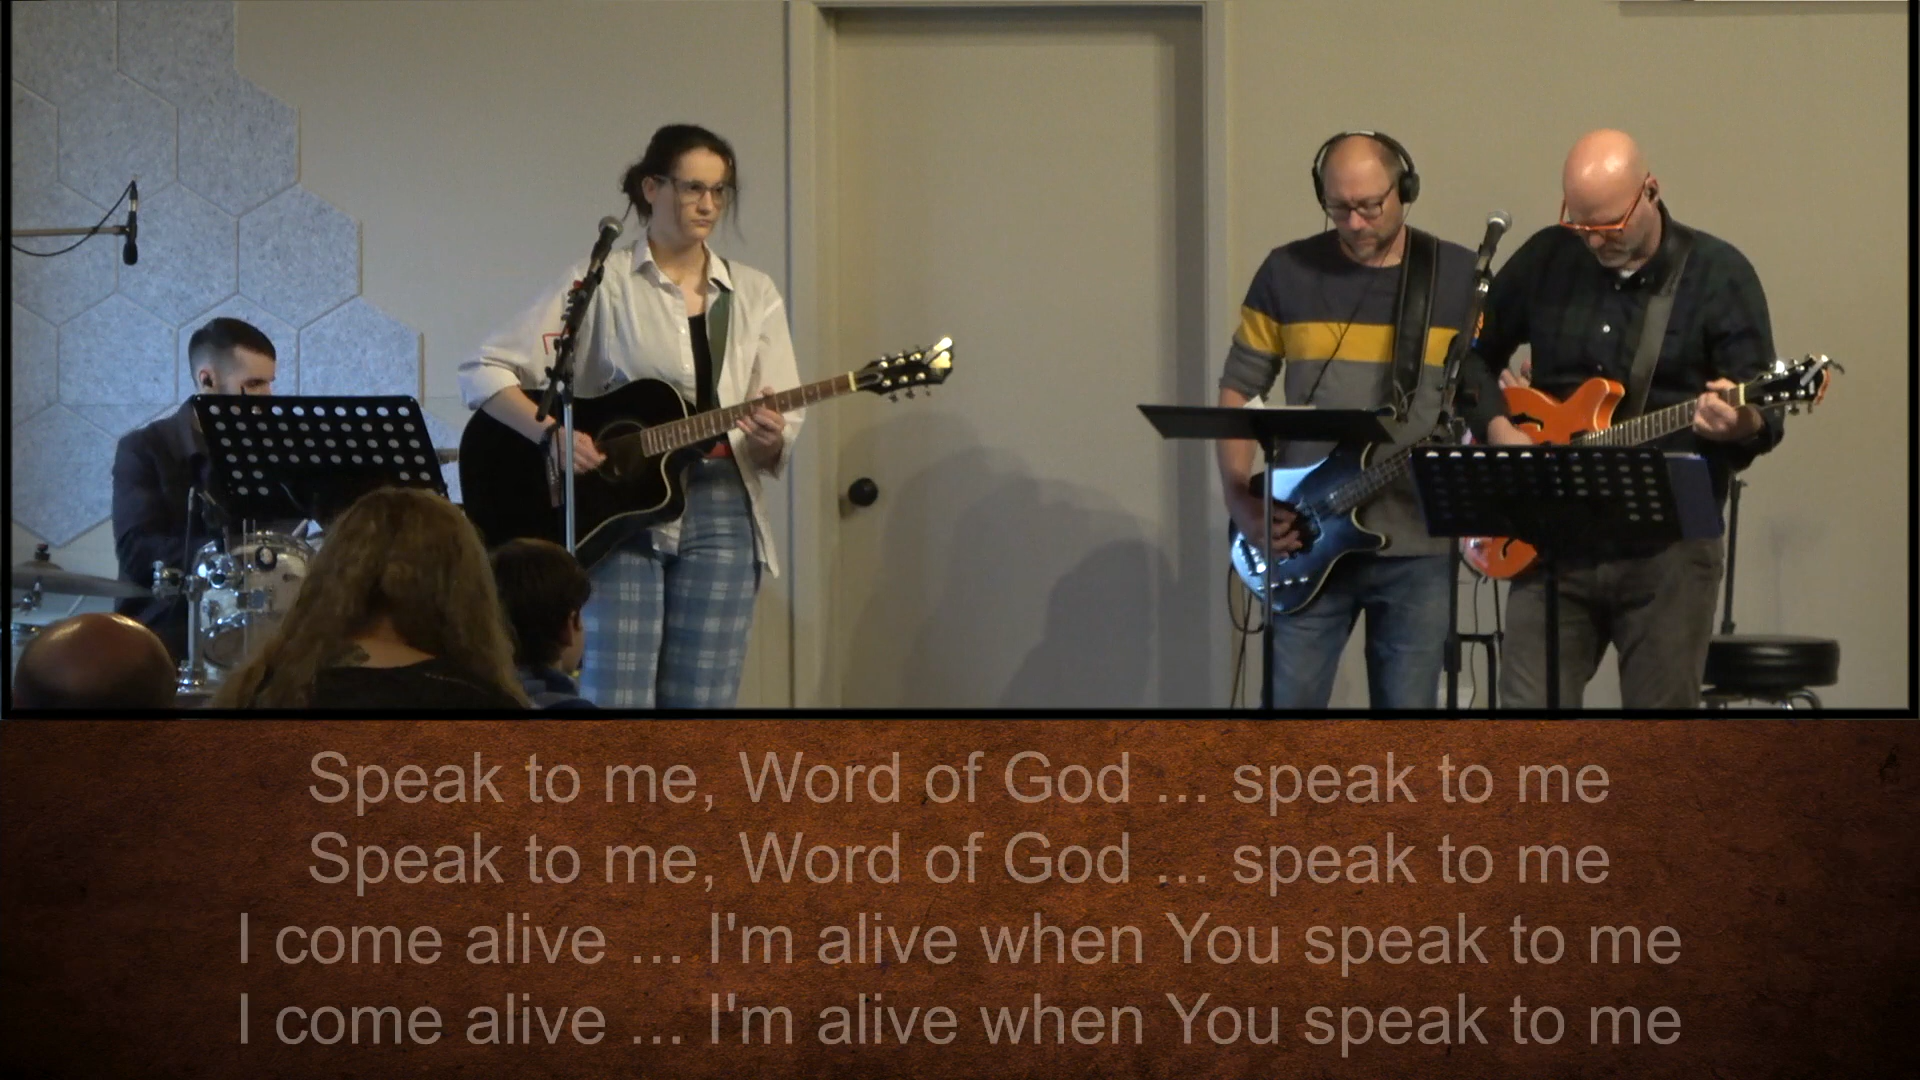 Speak to me, Word of God ... speak to me
Speak to me, Word of God ... speak to me
I come alive ... I'm alive when You speak to me
I come alive ... I'm alive when You speak to me